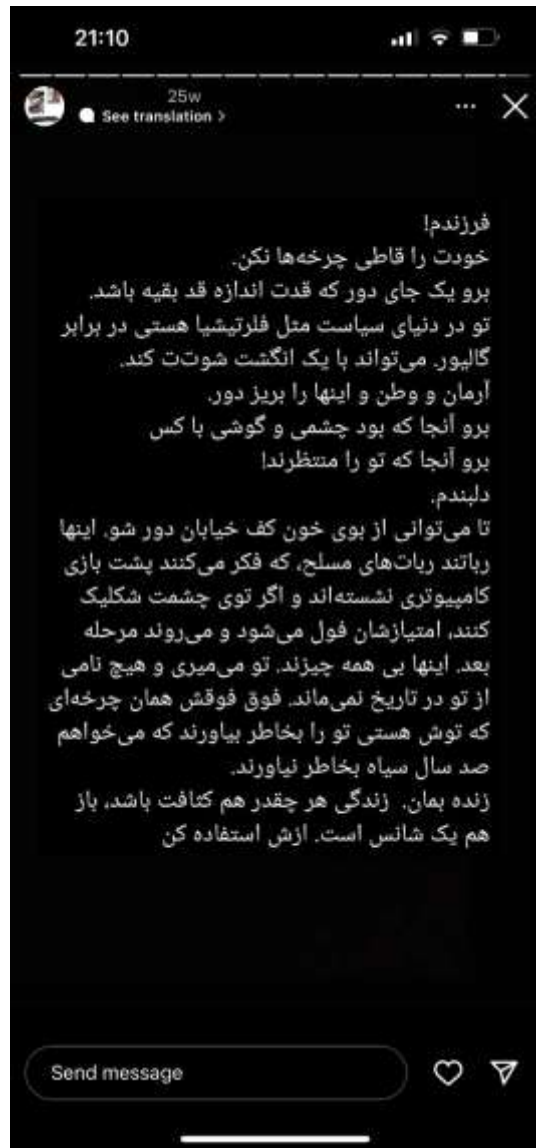 21:10
25w
See translation >
فرزندم!
خودت را قاطی چرخه‌ها نکن.
برو یک جای دور که قدت اندازه قد بقیه باشد.
تو در دنیای سیاست مثل فلرتیشیا هستی در برابر
گالیور. می‌تواند با یک انگشت شوتت کند.
آرمان و وطن و اینها را بریز دور.
برو آنجا که بود چشمی و گوشی با کس
برو آنجا که تو را منتظرند!
دلبندم.
تا می‌توانی از بوی خون کف خیابان دور شو. اینها
رباتند ربات‌های مسلح، که فکر می‌کنند پشت بازی
کامپیوتری نشسته‌اند و اگر توی چشمت شکلیک
کنند، امتیازشان فول می‌شود و می‌روند مرحله
بعد. اینها بی همه چیزند. تو می‌میری و هیچ نامی
از تو در تاریخ نمی‌ماند. فوق فوقش همان چرخه‌ای
که توش هستی تو را بخاطر بیاورند که می‌خواهم
صد سال سیاه بخاطر نیاورند.
زنده بمان. زندگی هر چقدر هم کثافت باشد، باز
هم یک شانس است. ازش استفاده کن
Send message